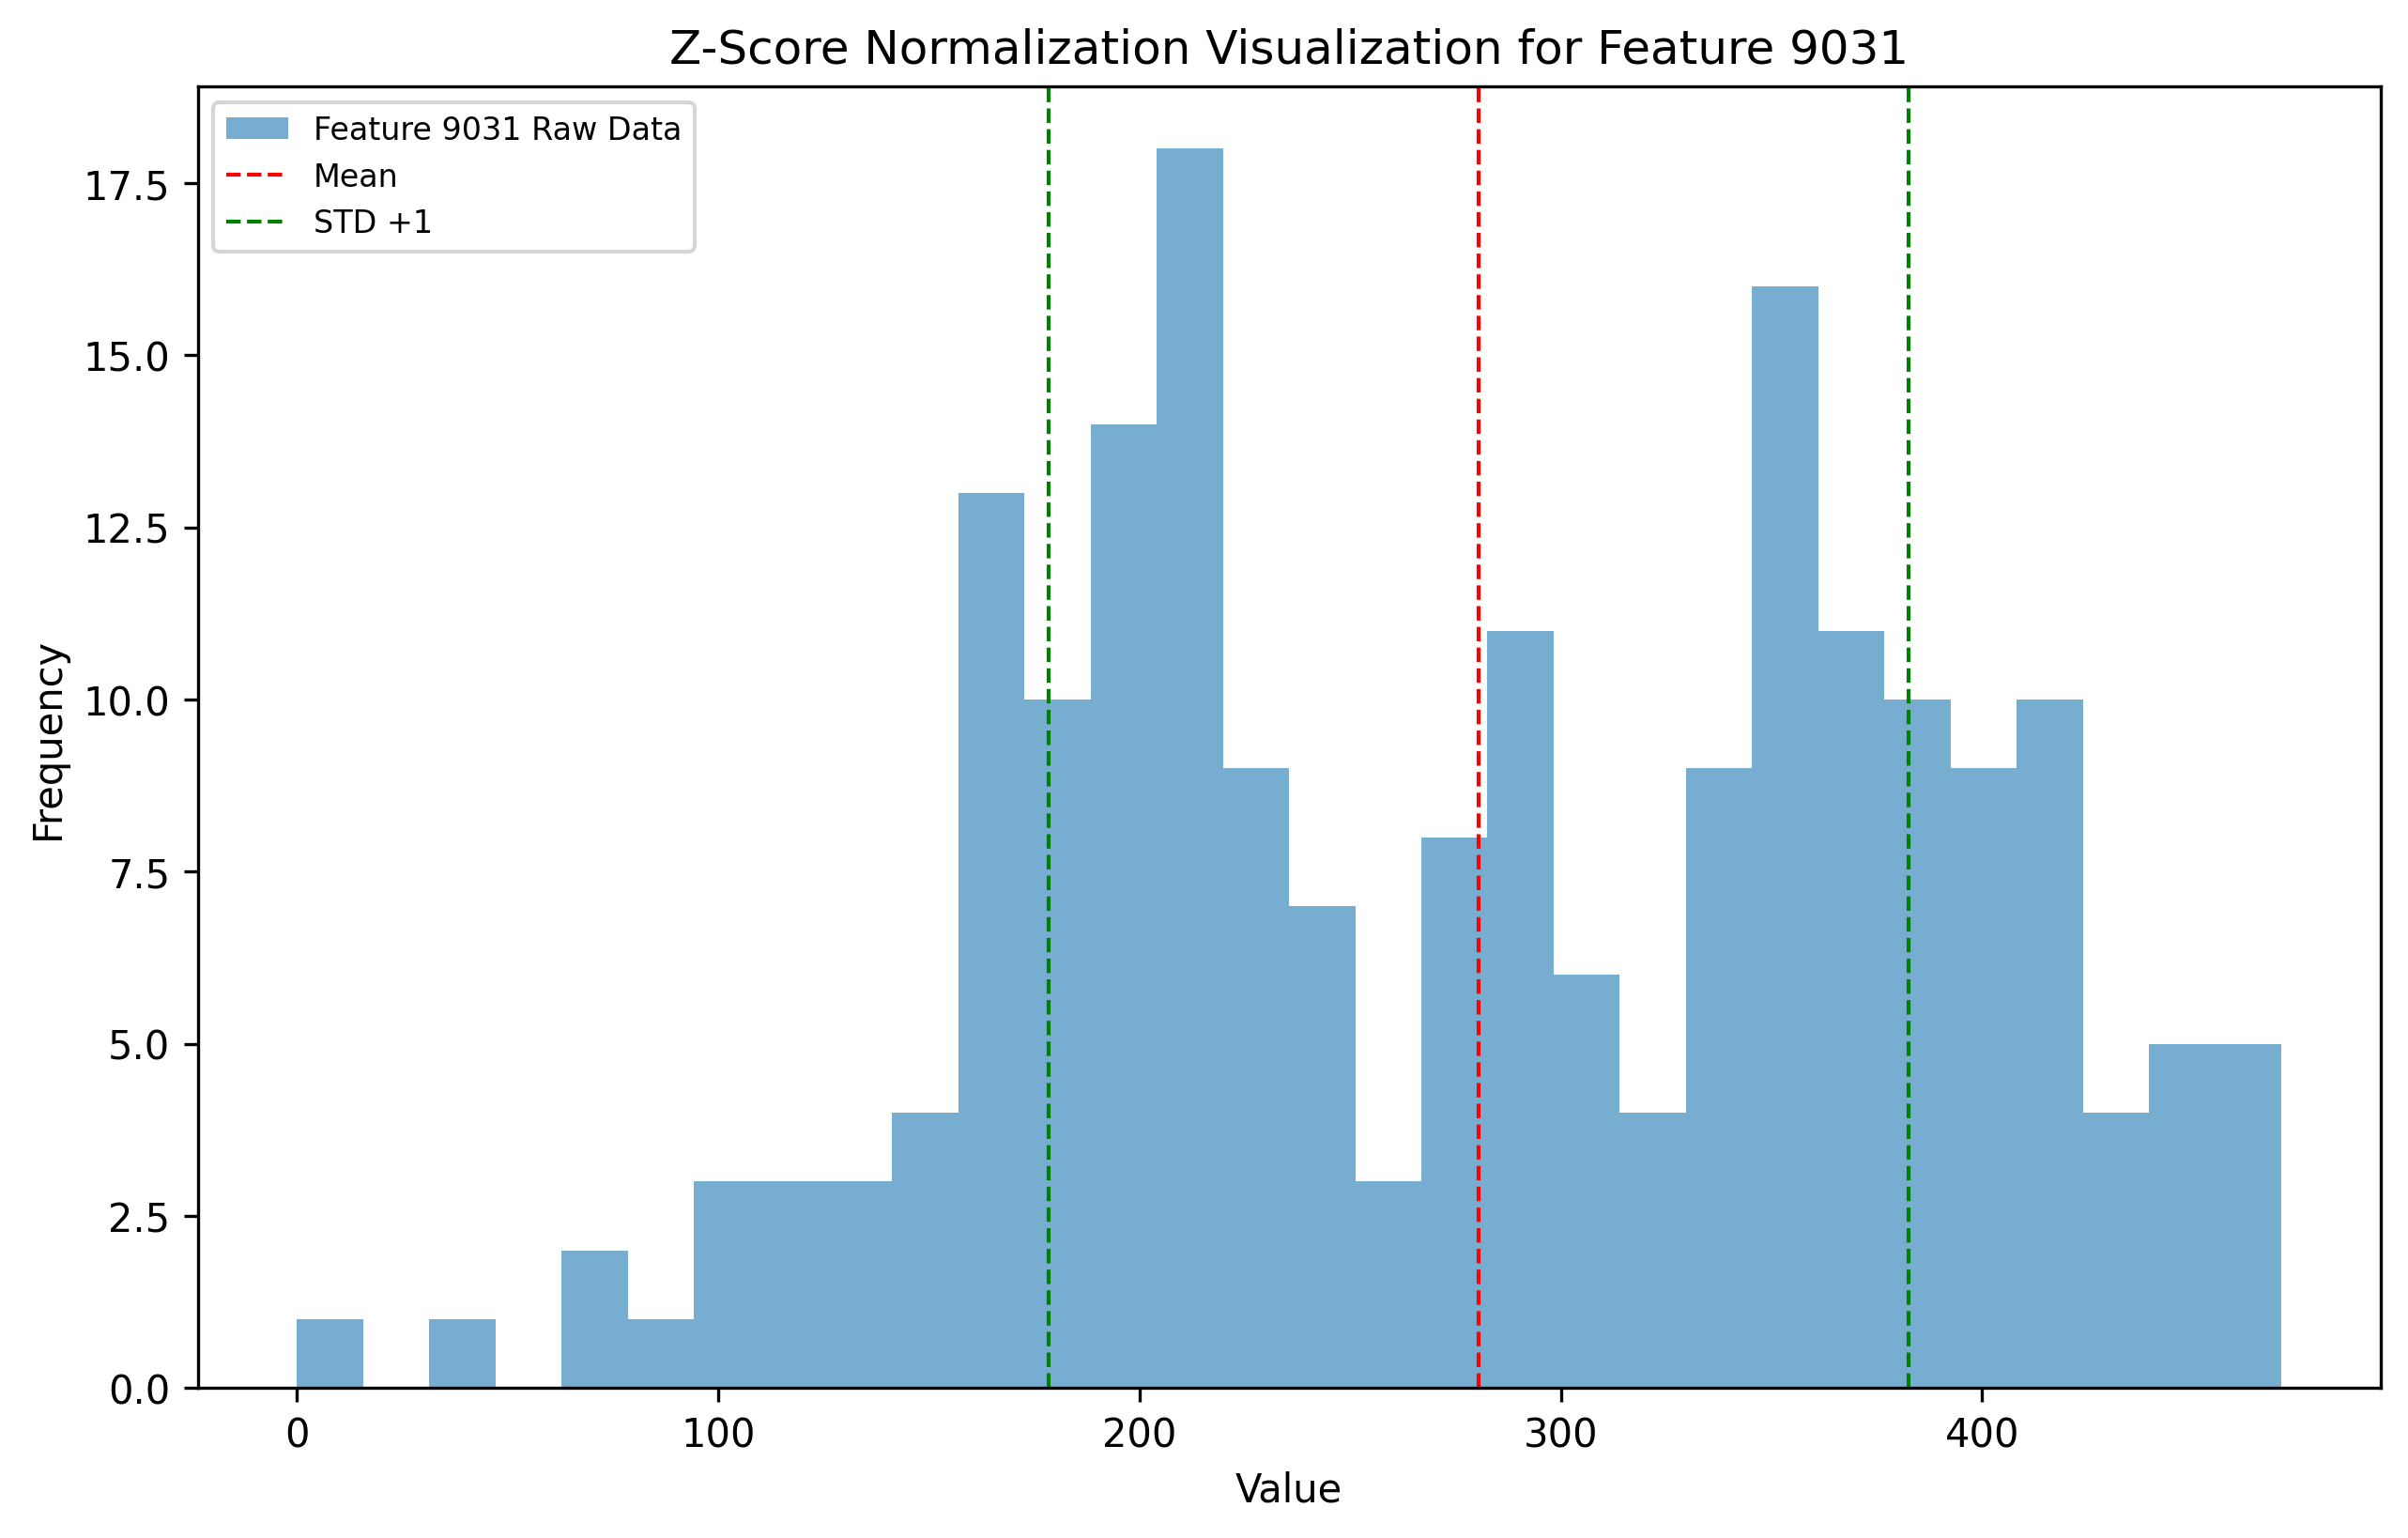 Z-Score Normalization Visualization for Feature 9031
Feature 9031 Raw Data
Mean
STD +1
17.5
15.0
12.5
10.0
7.5
5.0
2.5
0.0
Frequency
0 100 200 300 400
Value